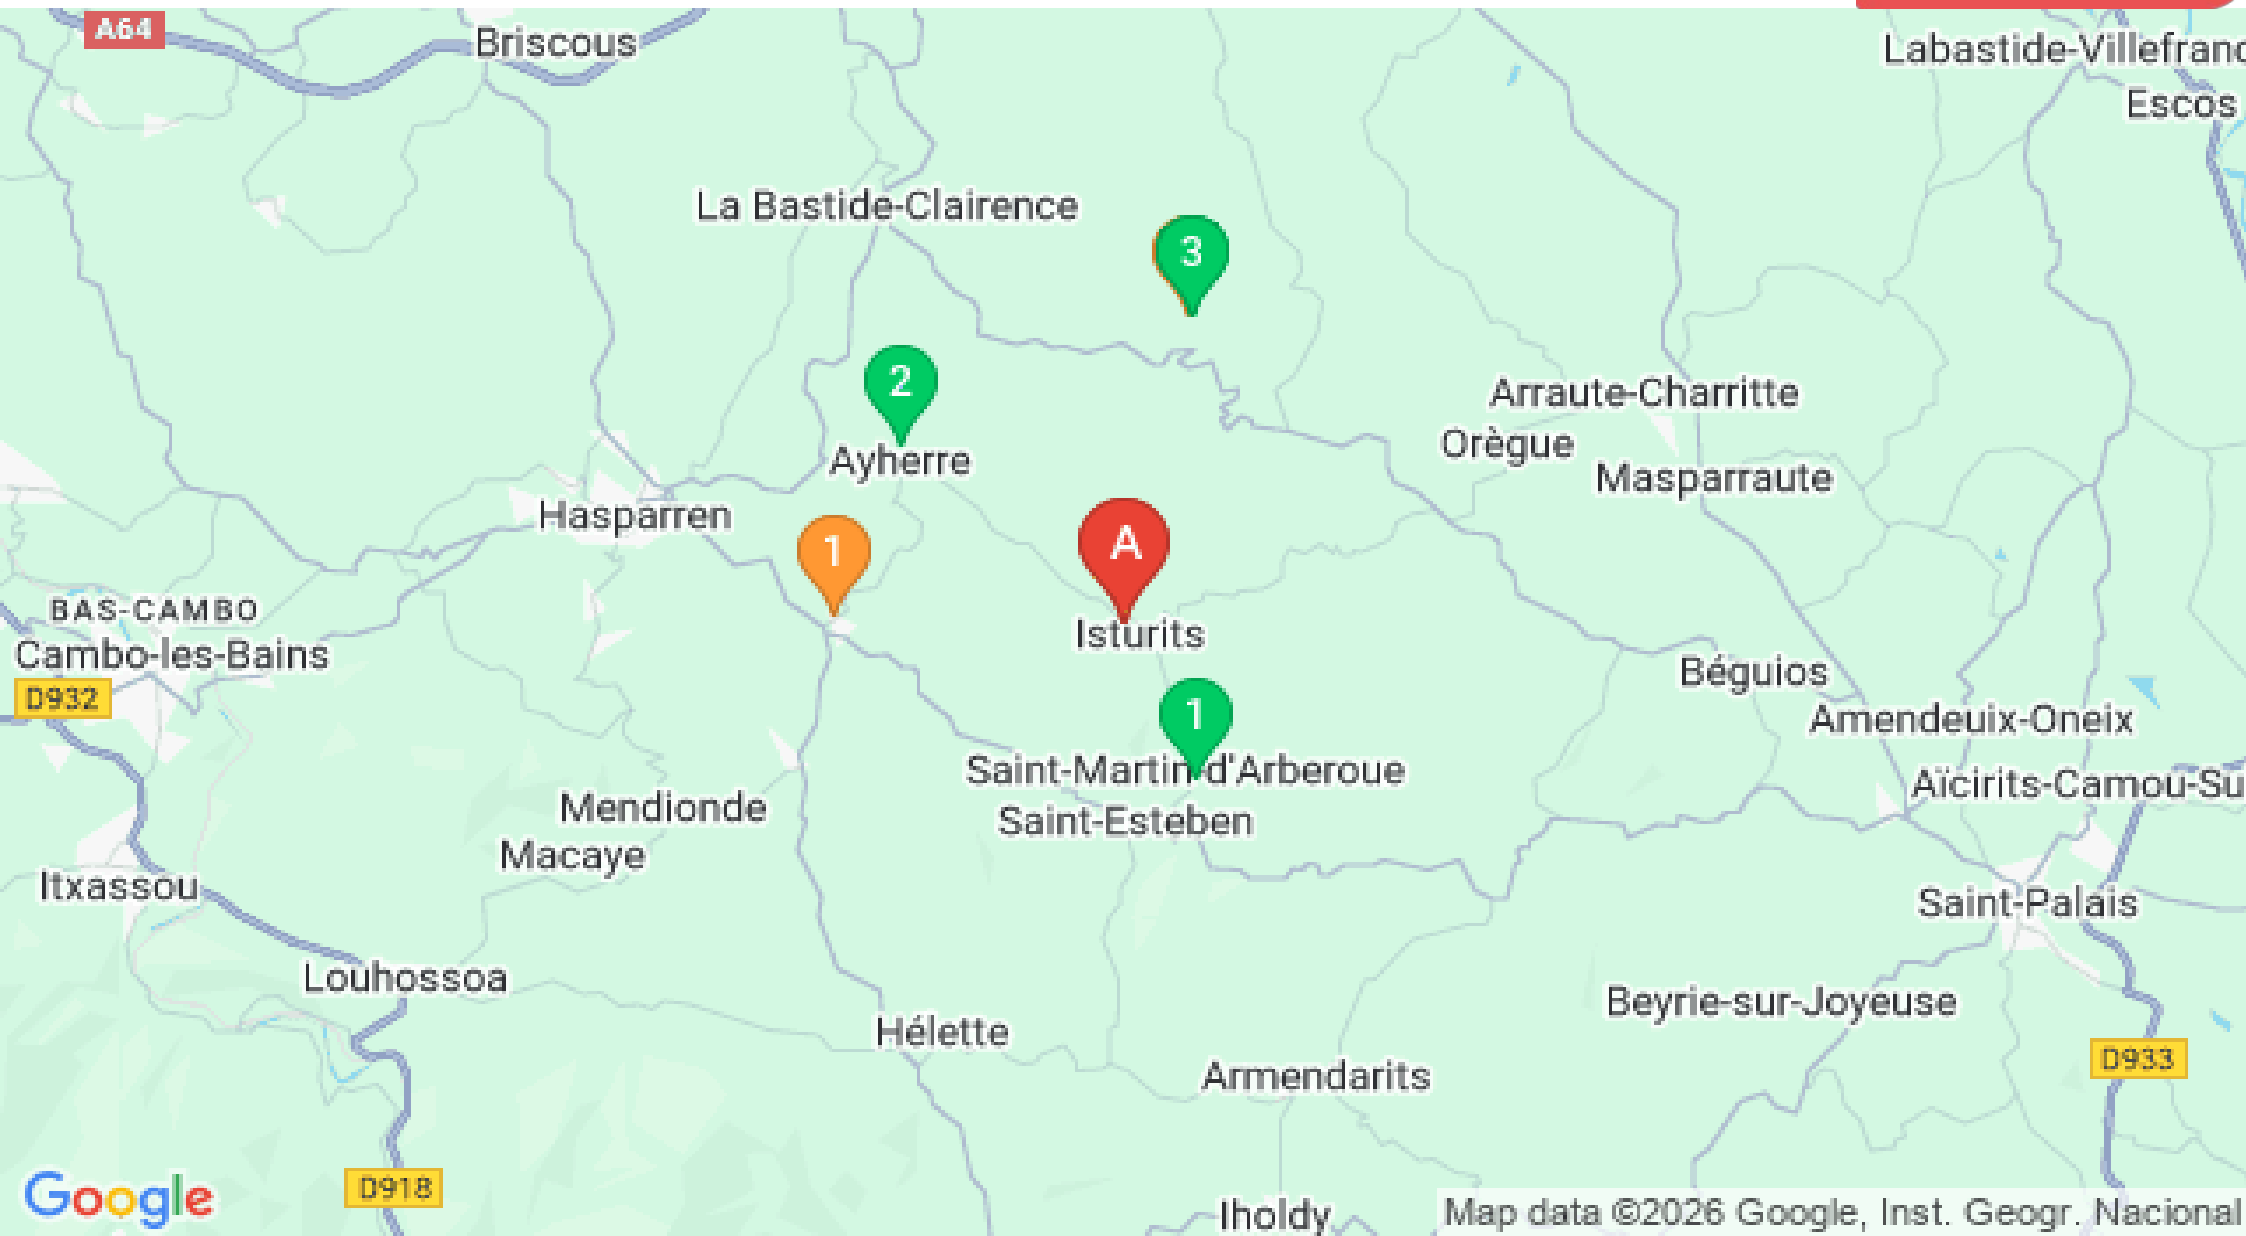 A64
Briscous
Labastide-Villefranc
Escos
La Bastide-Clairence
3
2
Arraute-Charritte
Orègue
Ayherre
Masparraute
Hasparren
A
1
BAS-CAMBO
Isturits
Cambo-les-Bains
Béguios
D932
1
Amendeuix-Oneix
Saint-Martin-d'Arberoue
Aïcirits-Camou-Su
Mendionde
Saint-Esteben
Macaye
Itxassou
Saint-Palais
Louhossoa
Beyrie-sur-Joyeuse
Hélette
D933
Armendarits
D918
Google
Iholdy
Map data ©2026 Google, Inst. Geogr. Nacional